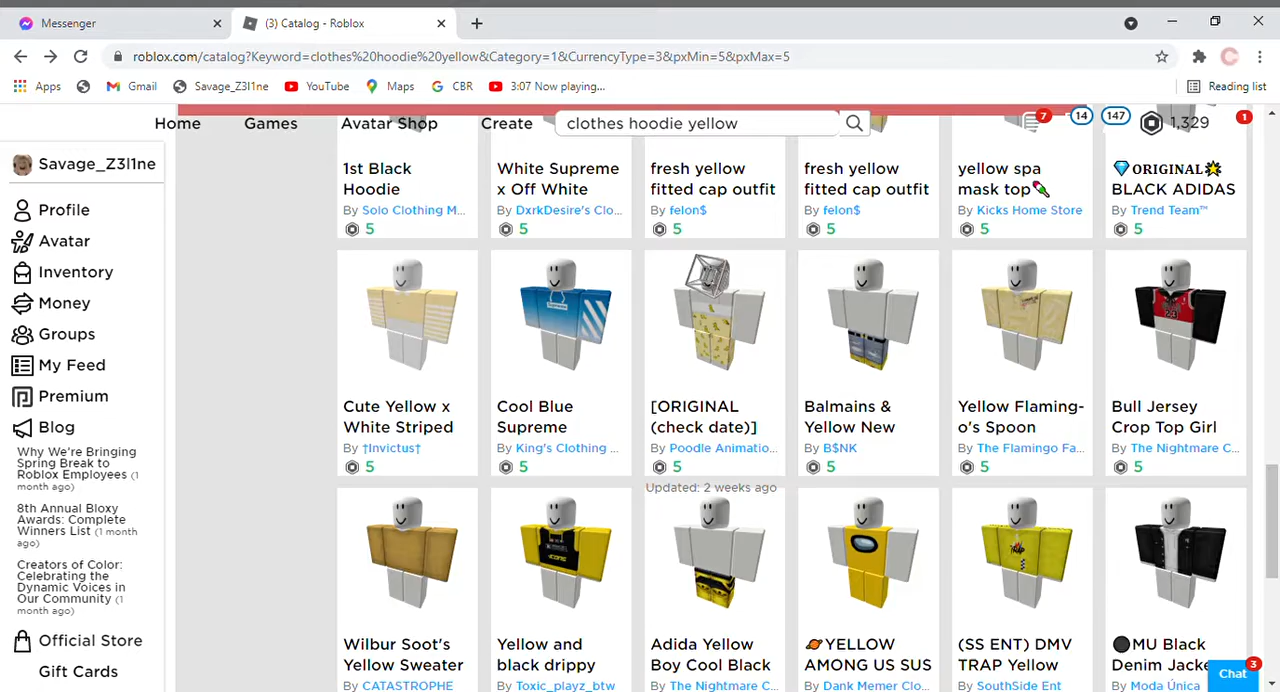 Messenger
(3) Catalog - Roblox
roblox.com/catalog?Keyword=clothes%20hoodie%20yellow&Category=1&CurrencyType=3&pxMin=5&pxMax=5
Apps
Gmail
Savage_Z3l1ne
YouTube
Maps
CBR
3:07 Now playing...
Reading list
Home
Games
Avatar Shop
Create
clothes hoodie yellow
7
14
147
1,329
1
Savage_Z3l1ne
Profile
Avatar
Inventory
Money
Groups
My Feed
Premium
Blog
Why We're Bringing
Spring Break to
Roblox Employees (1
month ago)
8th Annual Bloxy
Awards: Complete
Winners List (1 month
ago)
Creators of Color:
Celebrating the
Dynamic Voices in
Our Community (1
month ago)
Official Store
Gift Cards
1st Black
Hoodie
By Solo Clothing M...
5
White Supreme
x Off White
By DxrkDesire's Clo...
5
fresh yellow
fitted cap outfit
By felon$
5
fresh yellow
fitted cap outfit
By felon$
5
yellow spa
mask top
By Kicks Home Store
5
💎𝐎𝐑𝐈𝐆𝐈𝐍𝐀𝐋🌟
BLACK ADIDAS
By Trend Team™
5
Cute Yellow x
White Striped
By †Invictus†
5
Cool Blue
Supreme
By King's Clothing ...
5
[ORIGINAL
(check date)]
By Poodle Animatio...
5
Updated: 2 weeks ago
Balmains &
Yellow New
By B$NK
5
Yellow Flaming-
o's Spoon
By The Flamingo Fa...
5
Bull Jersey
Crop Top Girl
By The Nightmare C...
5
Wilbur Soot's
Yellow Sweater
By CATASTROPHE
Yellow and
black drippy
By Toxic_playz_btw
Adida Yellow
Boy Cool Black
By The Nightmare C...
🪐YELLOW
AMONG US SUS
By Dank Memer Clo...
(SS ENT) DMV
TRAP Yellow
By SouthSide Ent
⚫MU Black
Denim Jacke
By Moda Única
Chat
3